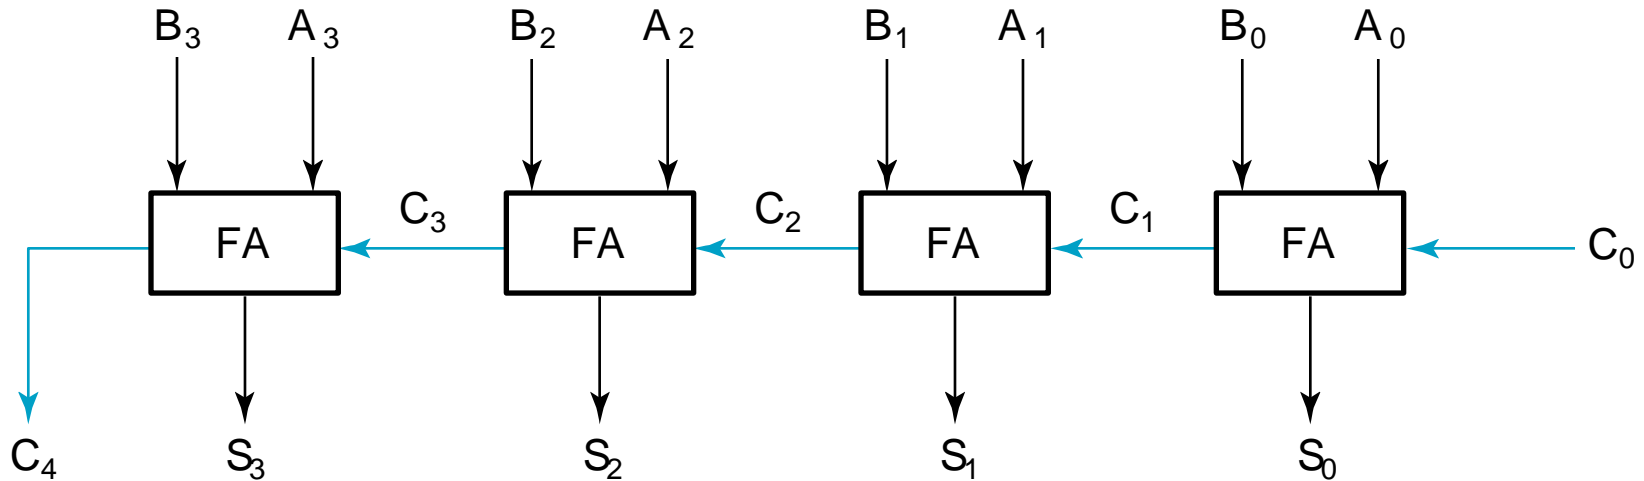 B₃ A₃ B₂ A₂ B₁ A₁ B₀ A₀
C₃ C₂ C₁
FA FA FA FA C₀
C₄ S₃ S₂ S₁ S₀